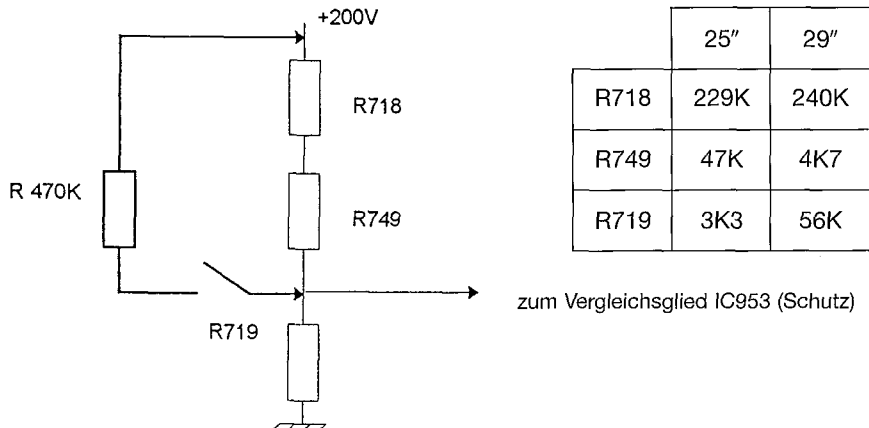 +200V
R718
R 470K
R749
R719
25" 29"
R718 229K 240K
R749 47K 4K7
R719 3K3 56K
zum Vergleichsglied IC953 (Schutz)